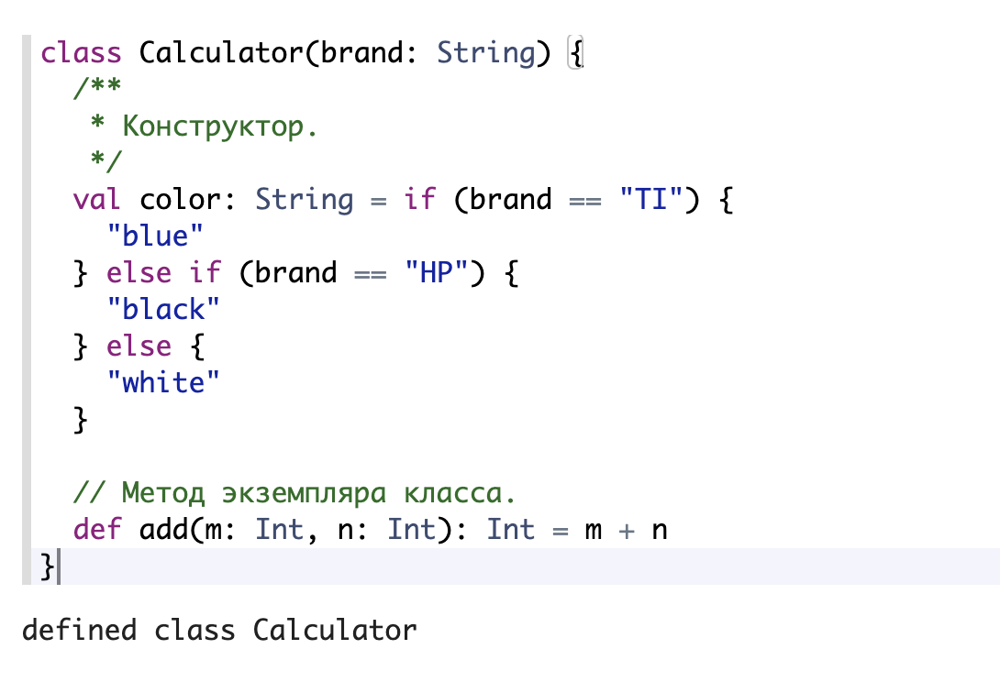 class Calculator(brand: String) {
  /**
   * Конструктор.
   */
  val color: String = if (brand == "TI") {
    "blue"
  } else if (brand == "HP") {
    "black"
  } else {
    "white"
  }

  // Метод экземпляра класса.
  def add(m: Int, n: Int): Int = m + n
}
defined class Calculator